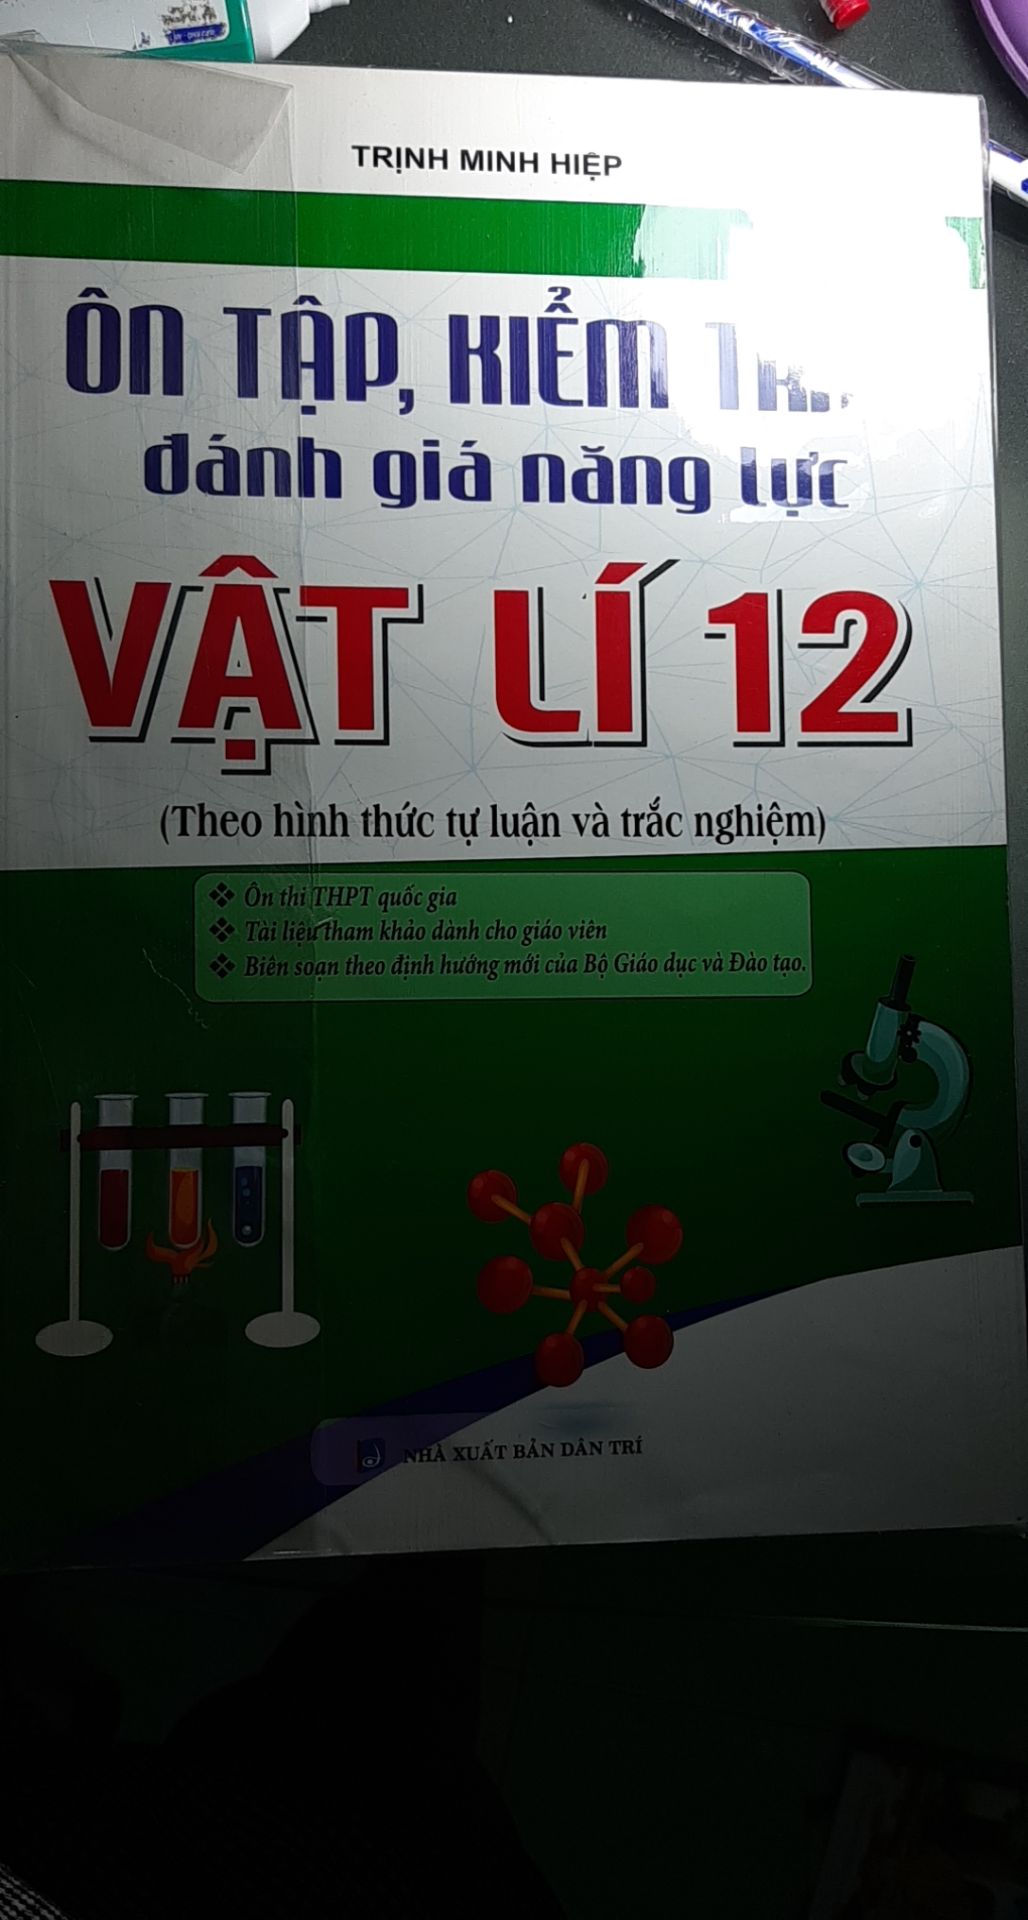 TRỊNH MINH HIỆP
ÔN TẬP, KIỂM
đánh giá năng lực
VẬT LÍ 12
(Theo hình thức tự luận và trắc nghiệm)
❖ Ôn thi THPT quốc gia
❖ Tài liệu tham khảo dành cho giáo viên
❖ Biên soạn theo định hướng mới của Bộ Giáo dục và Đào tạo.
NHÀ XUẤT BẢN DÂN TRÍ